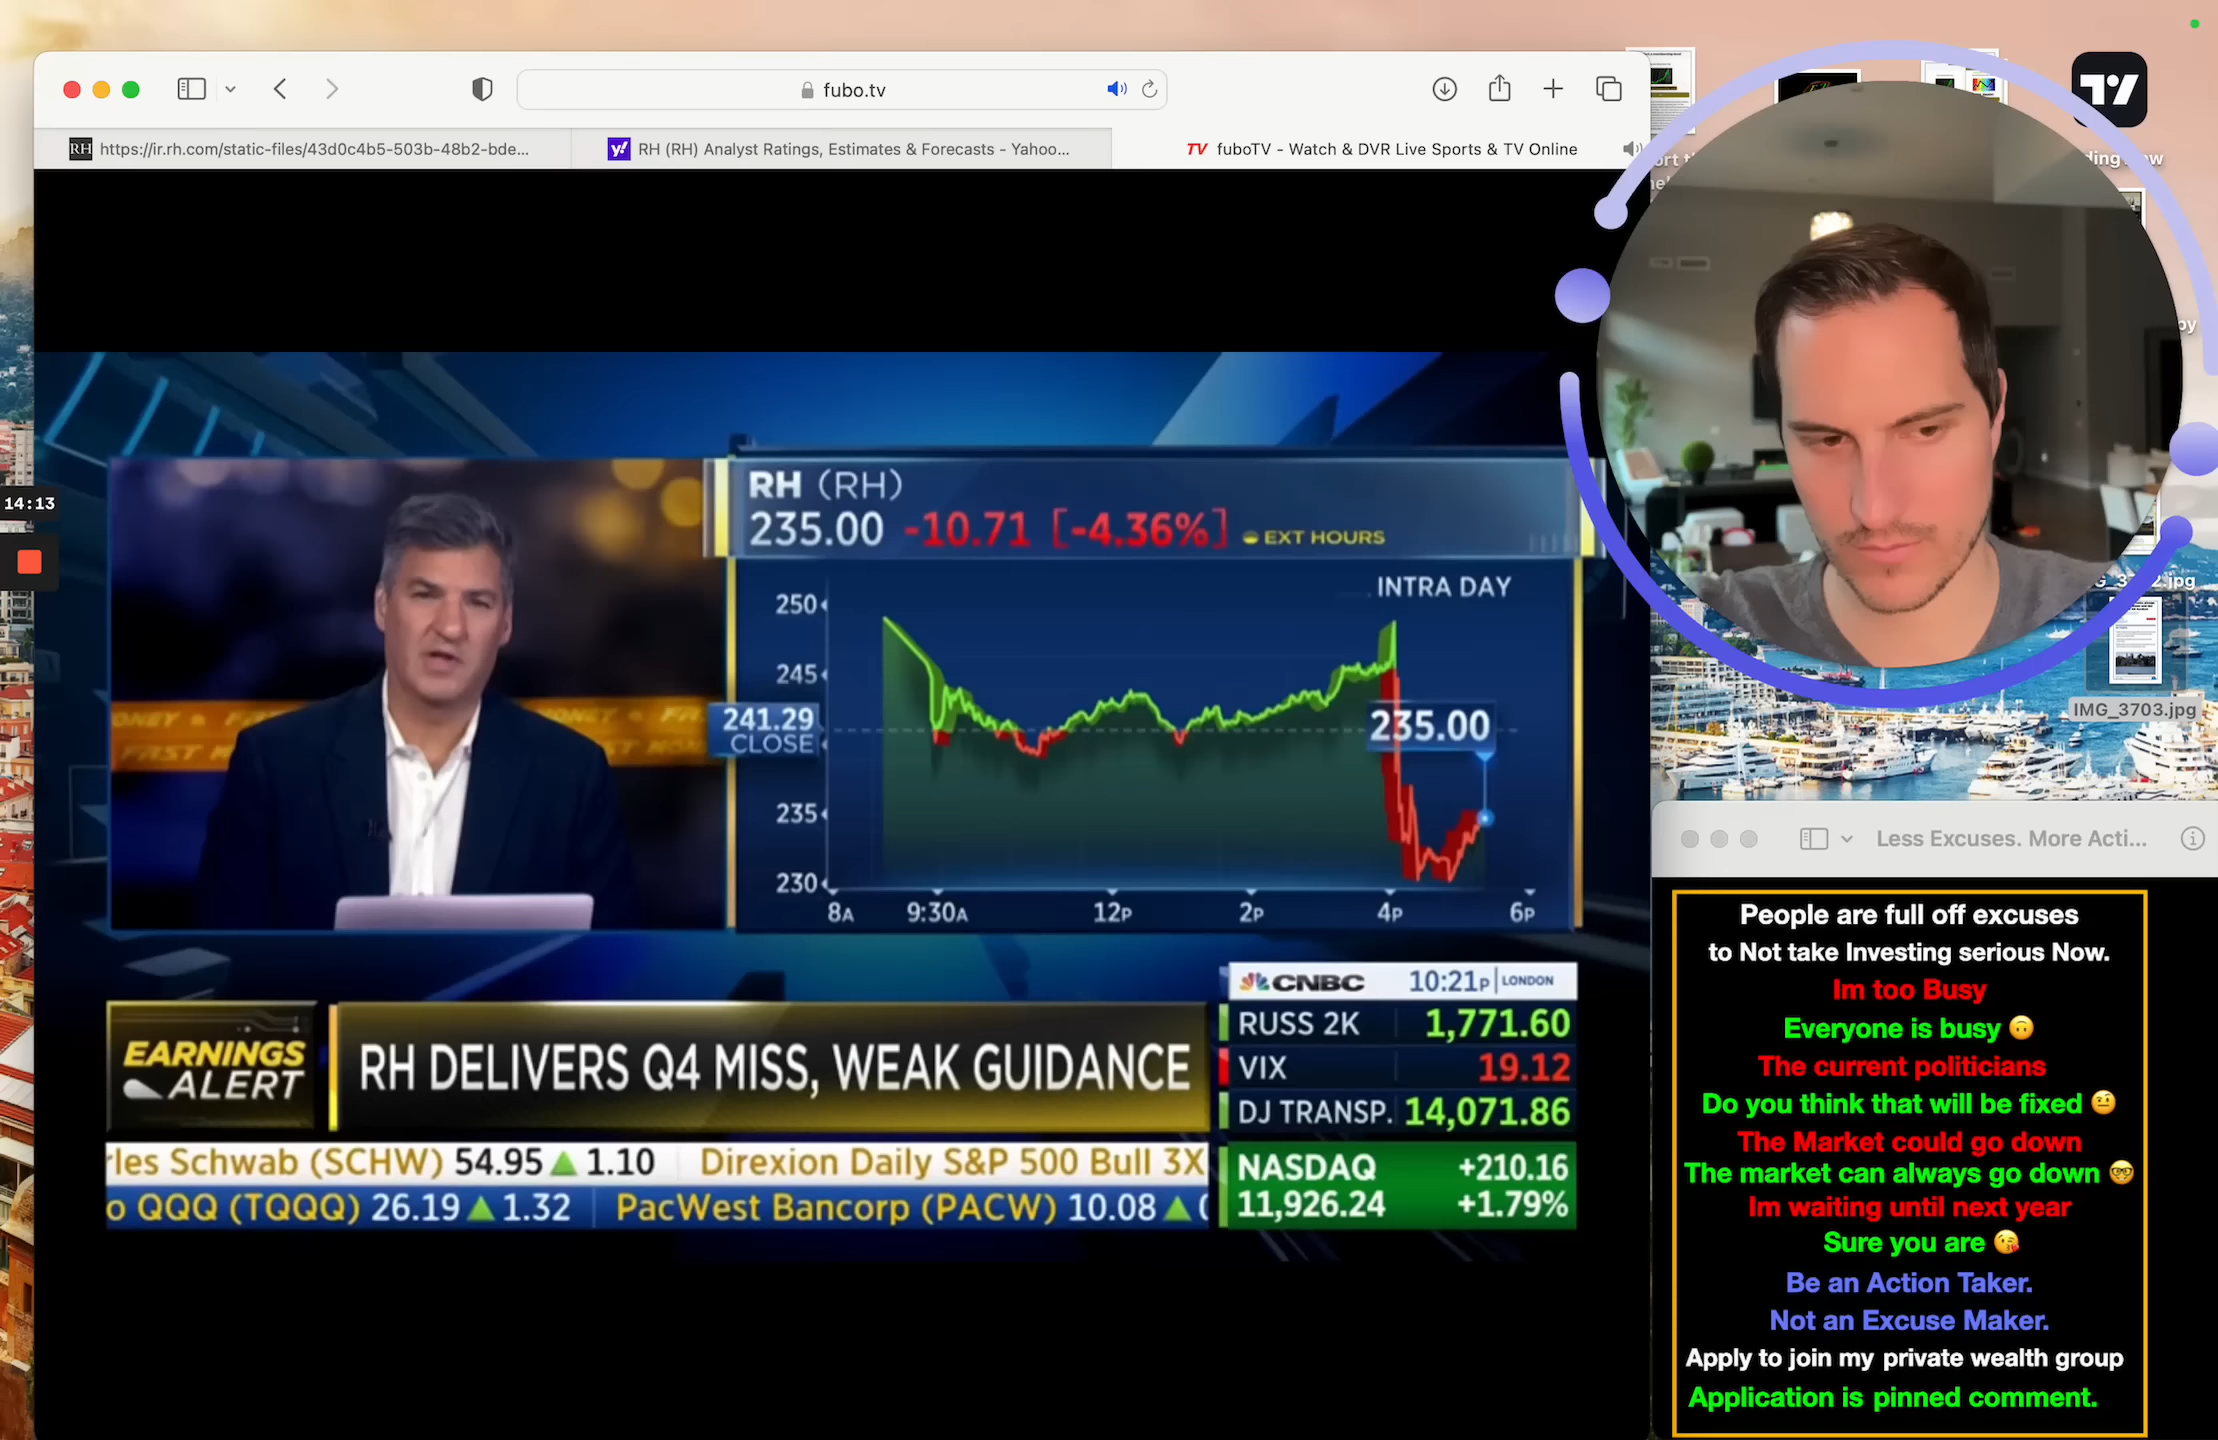 fubo.tv
RH https://ir.rh.com/static-files/43d0c4b5-503b-48b2-bde...
y! RH (RH) Analyst Ratings, Estimates & Forecasts - Yahoo...
TV fuboTV - Watch & DVR Live Sports & TV Online
14:13
RH (RH)
235.00 -10.71 [-4.36%] EXT HOURS
INTRA DAY
250
245
241.29
CLOSE
235.00
235
230
8A 9:30A 12P 2P 4P 6P
FAST
EARNINGS
ALERT
RH DELIVERS Q4 MISS, WEAK GUIDANCE
CNBC 10:21P LONDON
RUSS 2K 1,771.60
VIX 19.12
DJ TRANSP. 14,071.86
NASDAQ +210.16
11,926.24 +1.79%
rles Schwab (SCHW) 54.95 ▲ 1.10 Direxion Daily S&P 500 Bull 3X
o QQQ (TQQQ) 26.19 ▲ 1.32 PacWest Bancorp (PACW) 10.08 ▲
IMG_3703.jpg
Less Excuses. More Acti...
People are full off excuses
to Not take Investing serious Now.
Im too Busy
Everyone is busy 🙃
The current politicians
Do you think that will be fixed 🤨
The Market could go down
The market can always go down 🤓
Im waiting until next year
Sure you are 😘
Be an Action Taker.
Not an Excuse Maker.
Apply to join my private wealth group
Application is pinned comment.